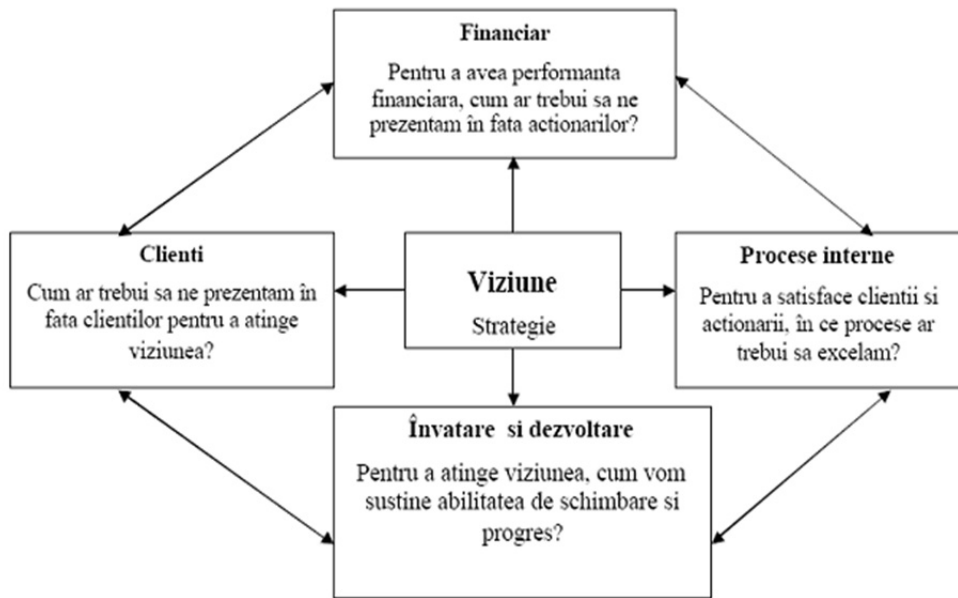 Financiar
Pentru a avea performanta
financiara, cum ar trebui sa ne
prezentam în fata actionarilor?
Clienti
Cum ar trebui sa ne prezentam în
fata clientilor pentru a atinge
viziunea?
Viziune
Strategie
Procese interne
Pentru a satisface clientii si
actionarii, în ce procese ar
trebui sa excelam?
Învatare si dezvoltare
Pentru a atinge viziunea, cum vom
sustine abilitatea de schimbare si
progres?